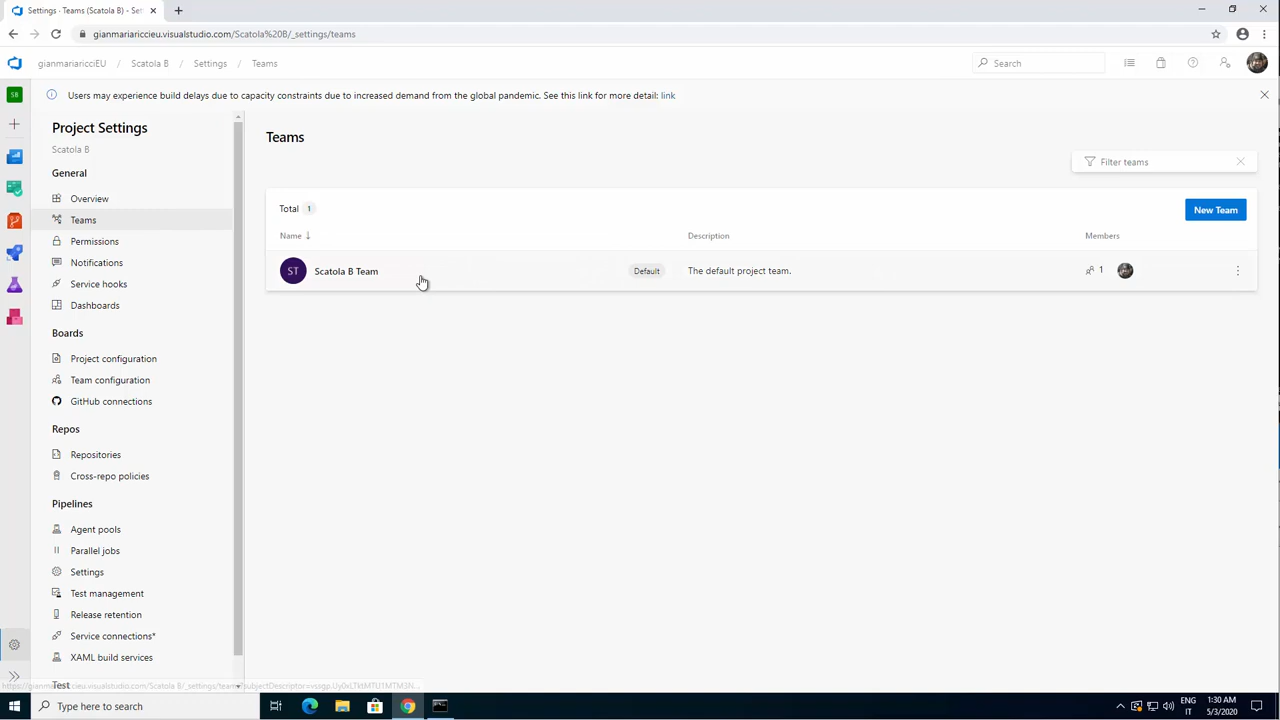 Settings · Teams (Scatola B) - Set
gianmariariccieu.visualstudio.com/Scatola%20B/_settings/teams
gianmariaricciEU / Scatola B / Settings / Teams
Search
SB
Users may experience build delays due to capacity constraints due to increased demand from the global pandemic. See this link for more detail: link
Project Settings
Scatola B
General
Overview
Teams
Permissions
Notifications
Service hooks
Dashboards
Boards
Project configuration
Team configuration
GitHub connections
Repos
Repositories
Cross-repo policies
Pipelines
Agent pools
Parallel jobs
Settings
Test management
Release retention
Service connections*
XAML build services
Test
Teams
Filter teams
Total 1
New Team
Name
Description
Members
ST
Scatola B Team
Default
The default project team.
1
Type here to search
ENG
IT
1:30 AM
5/3/2020